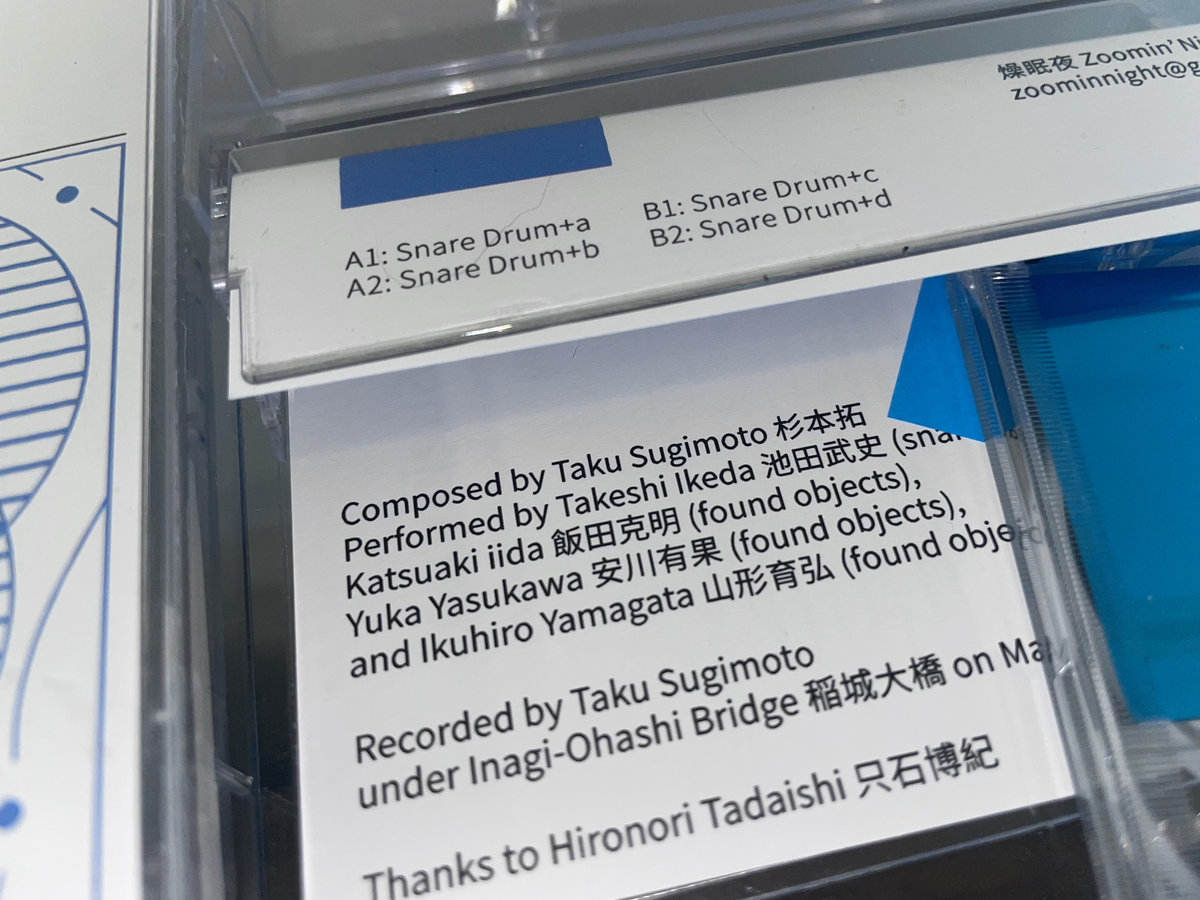 燥眠夜 Zoomin'
zoominnight@
A1: Snare Drum+a
A2: Snare Drum+b
B1: Snare Drum+c
B2: Snare Drum+d
Composed by Taku Sugimoto 杉本拓
Performed by Takeshi Ikeda 池田武史
Katsuaki iida 飯田克明 (found objects),
Yuka Yasukawa 安川有果 (found objects),
and Ikuhiro Yamagata 山形育弘 (found
Recorded by Taku Sugimoto
under Inagi-Ohashi Bridge 稲城大橋 on
Thanks to Hironori Tadaishi 只石博紀